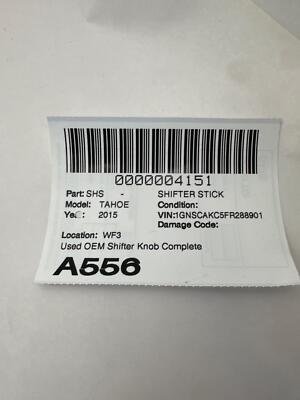 0000004151
Part: SHS - SHIFTER STICK
Model: TAHOE Condition:
Year: 2015 VIN:1GNSCAKC5FR288901
Damage Code:
Location: WF3
Used OEM Shifter Knob Complete
A556